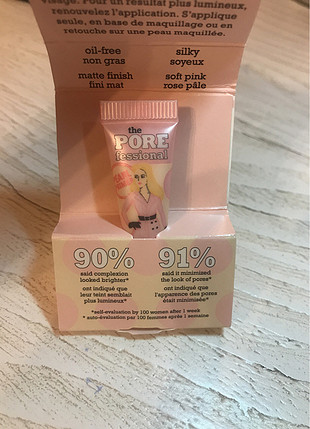 visage. Pour un résultat plus lumineux,
renouvelez l'application. S'applique
seule, en base de maquillage ou en
retouche sur une peau maquillée.
oil-free
non gras
silky
soyeux
matte finish
fini mat
soft pink
rose pâle
the
PORE
fessional
90%
said complexion
looked brighter*
ont indiqué que
leur teint semblait
plus lumineux*
91%
said it minimized
the look of pores*
ont indiqué que
l'apparence des pores
était minimisée*
*self-evaluation by 100 women after 1 week
*auto-évaluation par 100 femmes après 1 semaine